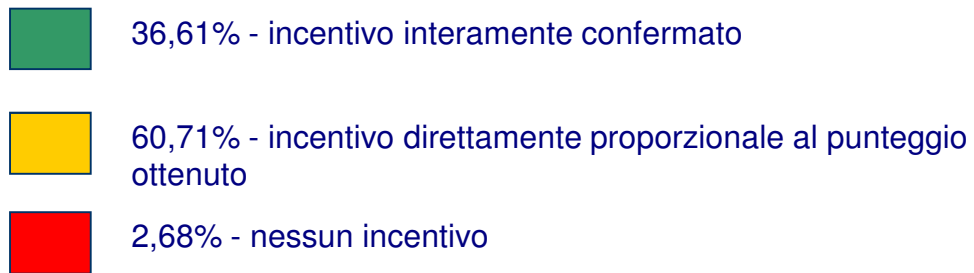 36,61% - incentivo interamente confermato
60,71% - incentivo direttamente proporzionale al punteggio
ottenuto
2,68% - nessun incentivo